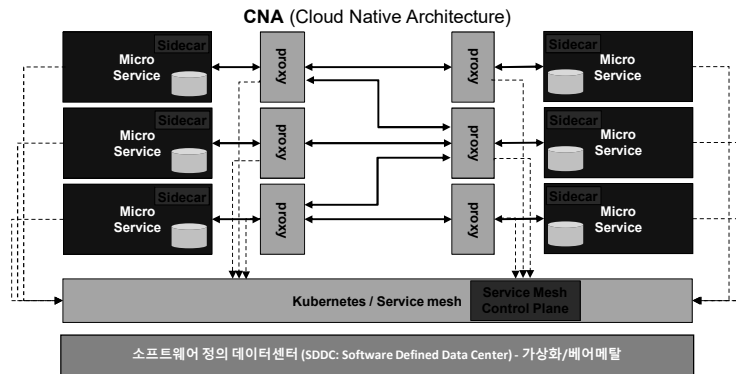 CNA (Cloud Native Architecture)
Sidecar
Micro
Service
proxy
proxy
Sidecar
Micro
Service
Sidecar
Micro
Service
proxy
proxy
Sidecar
Micro
Service
Sidecar
Micro
Service
proxy
proxy
Sidecar
Micro
Service
Kubernetes / Service mesh
Service Mesh
Control Plane
소프트웨어 정의 데이터센터 (SDDC: Software Defined Data Center) - 가상화/베어메탈